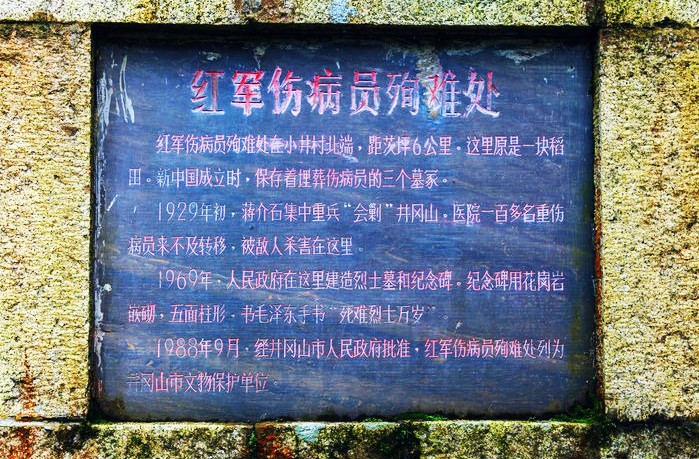 红军伤病员殉难处
红军伤病员殉难处在小井村北端，距茨坪6公里。这里原是一块稻
田。新中国成立时，保存着埋葬伤病员的三个墓冢。
1929年初，蒋介石集中重兵“会剿”井冈山。医院一百多名重伤
病员来不及转移，被敌人杀害在这里。
1969年，人民政府在这里建造烈士墓和纪念碑。纪念碑用花岗岩
嵌砌，五面柱形，书毛泽东手书“死难烈士万岁”。
1988年9月，经井冈山市人民政府批准，红军伤病员殉难处列为
井冈山市文物保护单位。